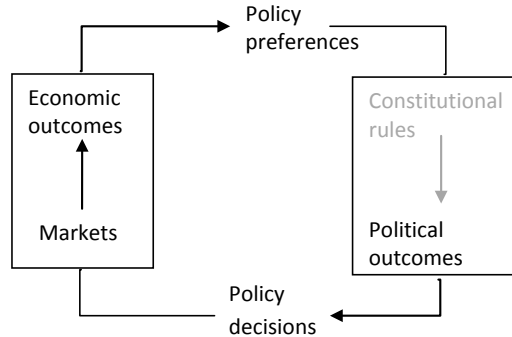 Policy
preferences
Economic
outcomes
Markets
Constitutional
rules
Political
outcomes
Policy
decisions